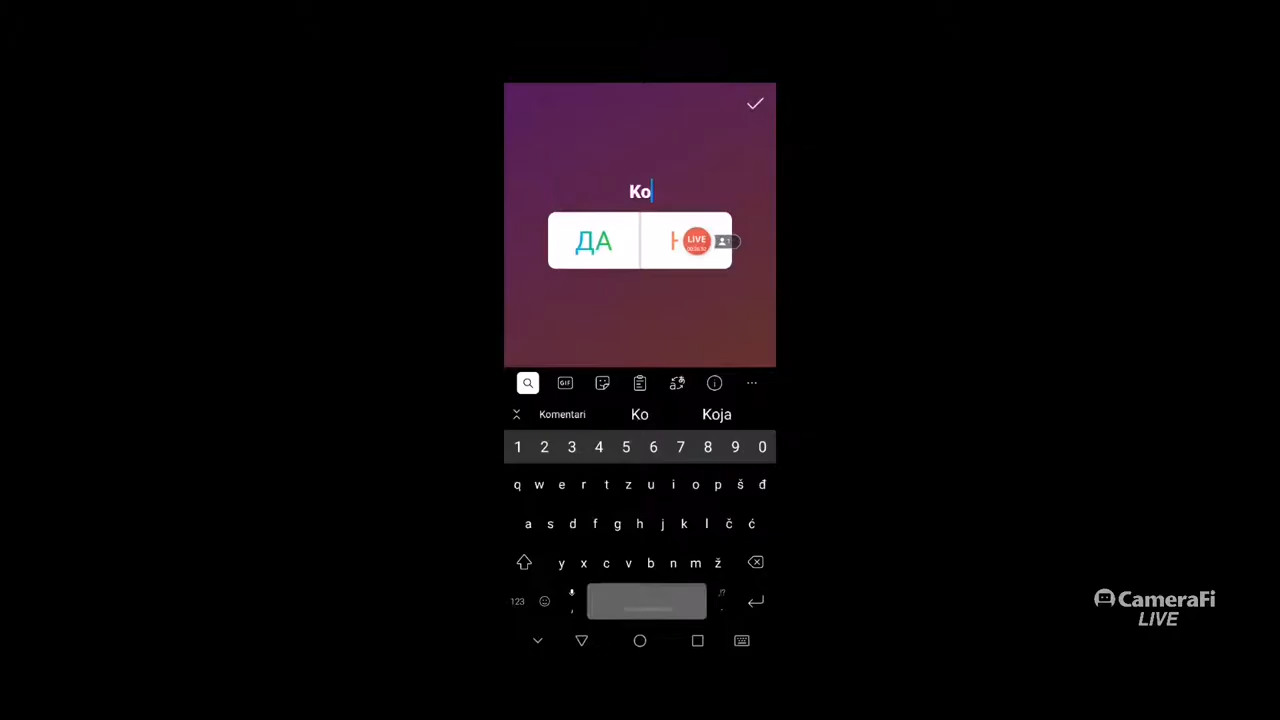 Ko
ДА
LIVE
GIF
Komentari Ko Koja
1 2 3 4 5 6 7 8 9 0
q w e r t z u i o p š đ
a s d f g h j k l č ć
y x c v b n m ž
123 , .
CameraFi
LIVE